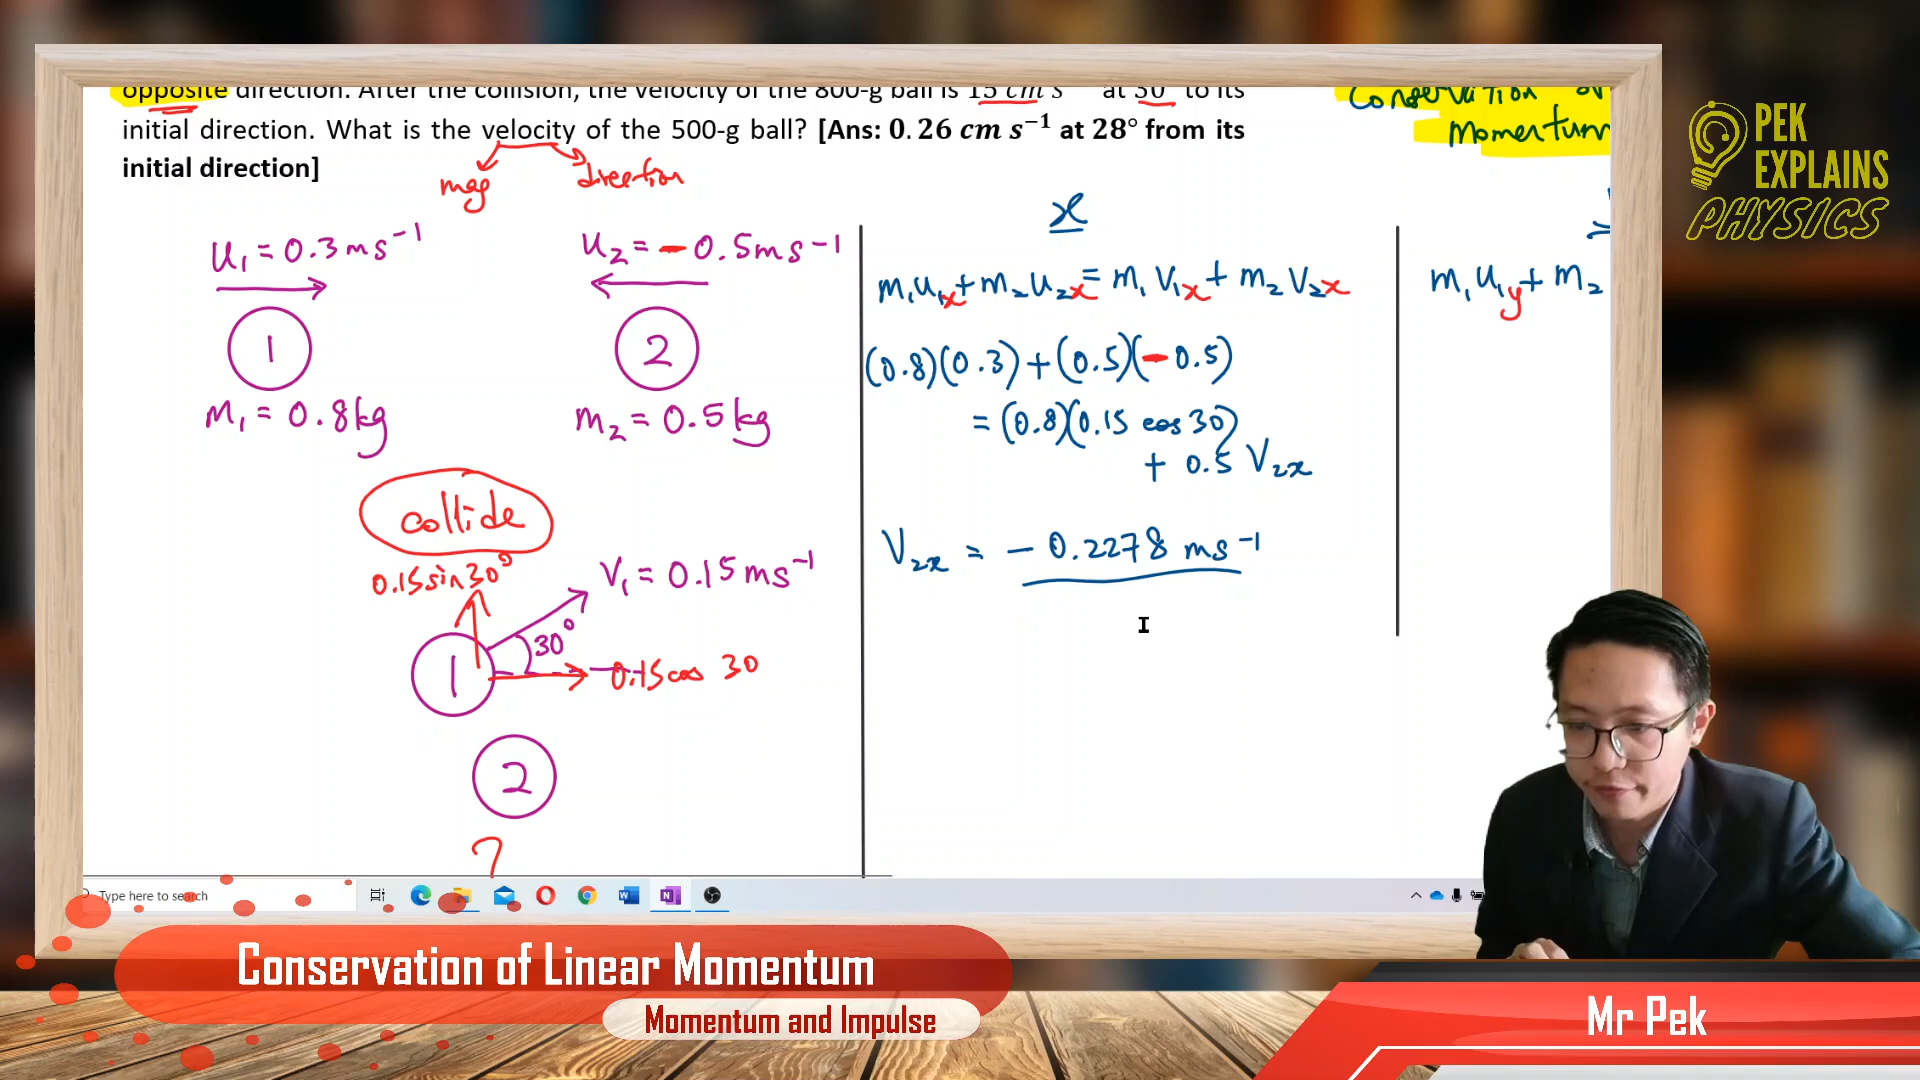 opposite direction. After the collision, the velocity of the 800-g ball is 15 cm s at 30 to its
initial direction. What is the velocity of the 500-g ball? [Ans: 0.26 cm s⁻¹ at 28° from its
initial direction]
mag
direction
Conservation of
Momentum
PEK
EXPLAINS
PHYSICS
u₁ = 0.3 ms⁻¹
u₂ = -0.5 ms⁻¹
1
2
m₁ = 0.8 kg
m₂ = 0.5 kg
collide
0.15 sin 30°
V₁ = 0.15 ms⁻¹
30°
1
0.15 cos 30
2
?
x
m₁u₁x + m₂u₂x = m₁V₁x + m₂V₂x
(0.8)(0.3) + (0.5)(-0.5)
= (0.8)(0.15 cos 30)
+ 0.5 V₂x
V₂x = - 0.2278 ms⁻¹
m₁u₁y + m₂
Type here to search
Conservation of Linear Momentum
Momentum and Impulse
Mr Pek